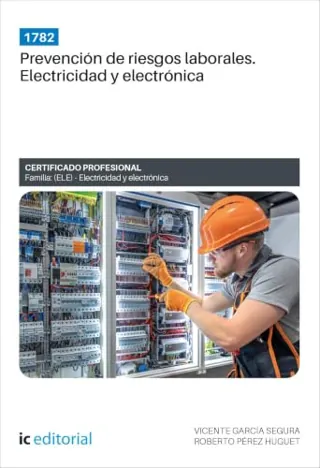 1782
Prevención de riesgos laborales.
Electricidad y electrónica
CERTIFICADO PROFESIONAL
Familia: (ELE) - Electricidad y electrónica
VICENTE GARCÍA SEGURA
ROBERTO PÉREZ HUGUET
ic editorial